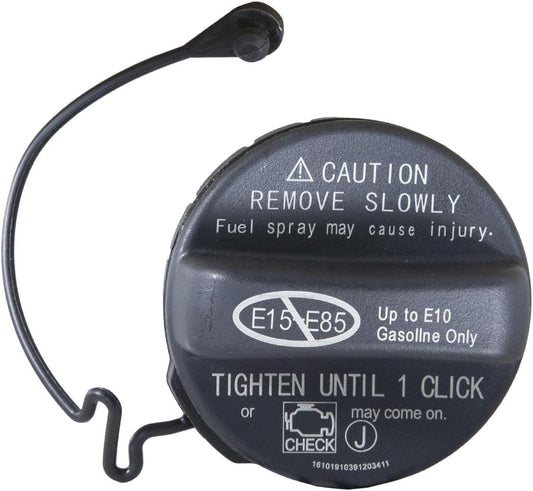 ⚠ CAUTION
REMOVE SLOWLY
Fuel spray may cause injury.
E15-E85
Up to E10
Gasollne Only
TIGHTEN UNTIL 1 CLICK
or CHECK J may come on.
16101910391203411